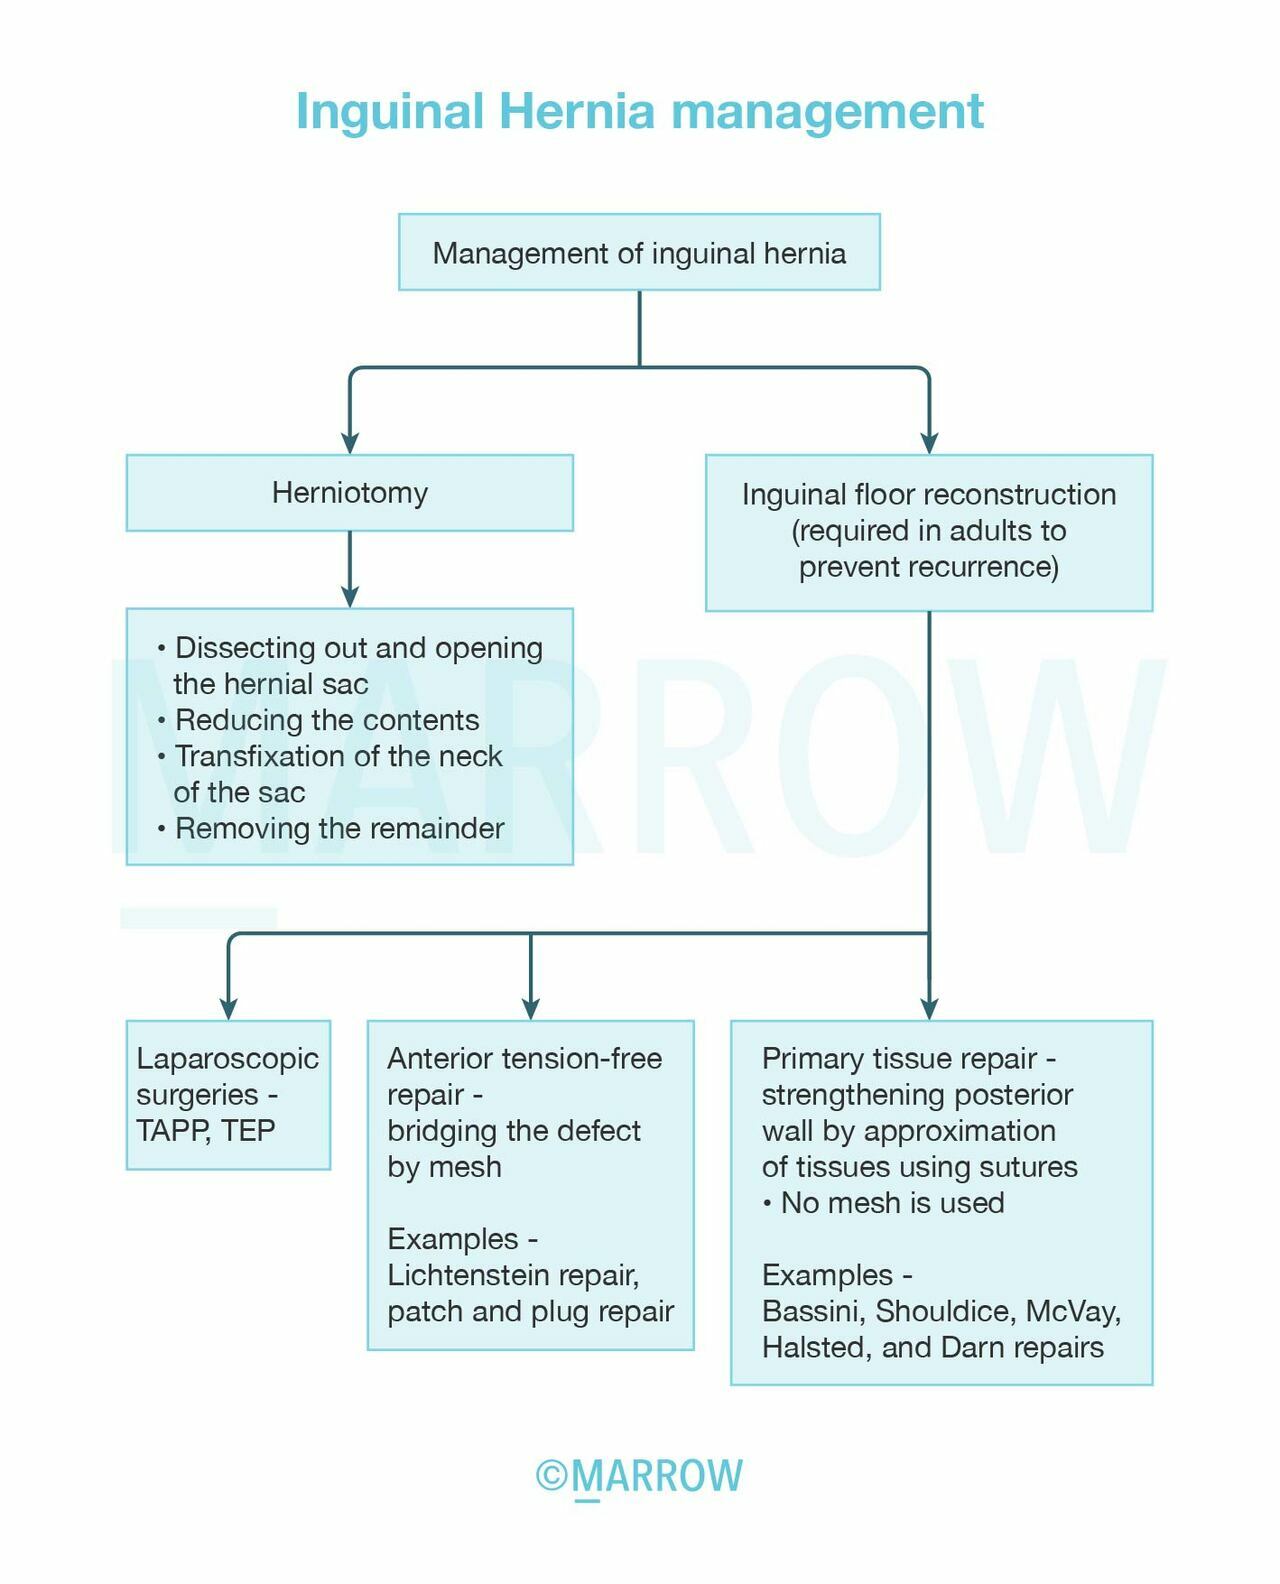 Inguinal Hernia management
Management of inguinal hernia
Herniotomy
Inguinal floor reconstruction
(required in adults to
prevent recurrence)
• Dissecting out and opening
the hernial sac
• Reducing the contents
• Transfixation of the neck
of the sac
• Removing the remainder
MARROW
Laparoscopic
surgeries -
TAPP, TEP
Anterior tension-free
repair -
bridging the defect
by mesh
Examples -
Lichtenstein repair,
patch and plug repair
Primary tissue repair -
strengthening posterior
wall by approximation
of tissues using sutures
• No mesh is used
Examples -
Bassini, Shouldice, McVay,
Halsted, and Darn repairs
©MARROW